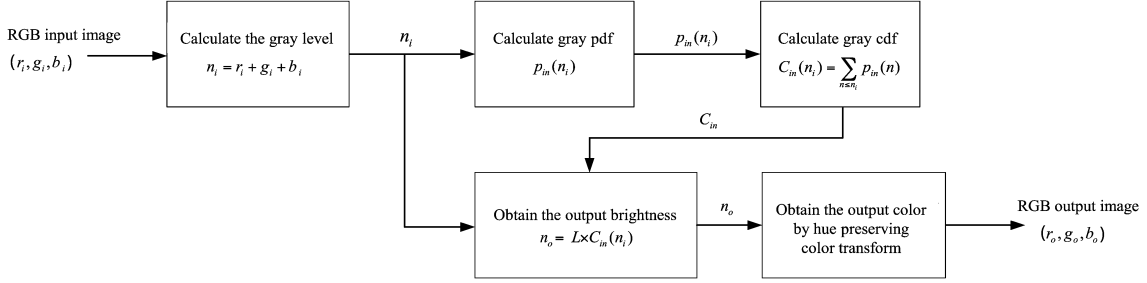 RGB input image
(r_i, g_i, b_i)
Calculate the gray level
n_i = r_i + g_i + b_i
n_i
Calculate gray pdf
p_in(n_i)
p_in(n_i)
Calculate gray cdf
C_in(n_i) = ∑_{n≤n_i} p_in(n)
C_in
Obtain the output brightness
n_o = L×C_in(n_i)
n_o
Obtain the output color
by hue preserving
color transform
RGB output image
(r_o, g_o, b_o)